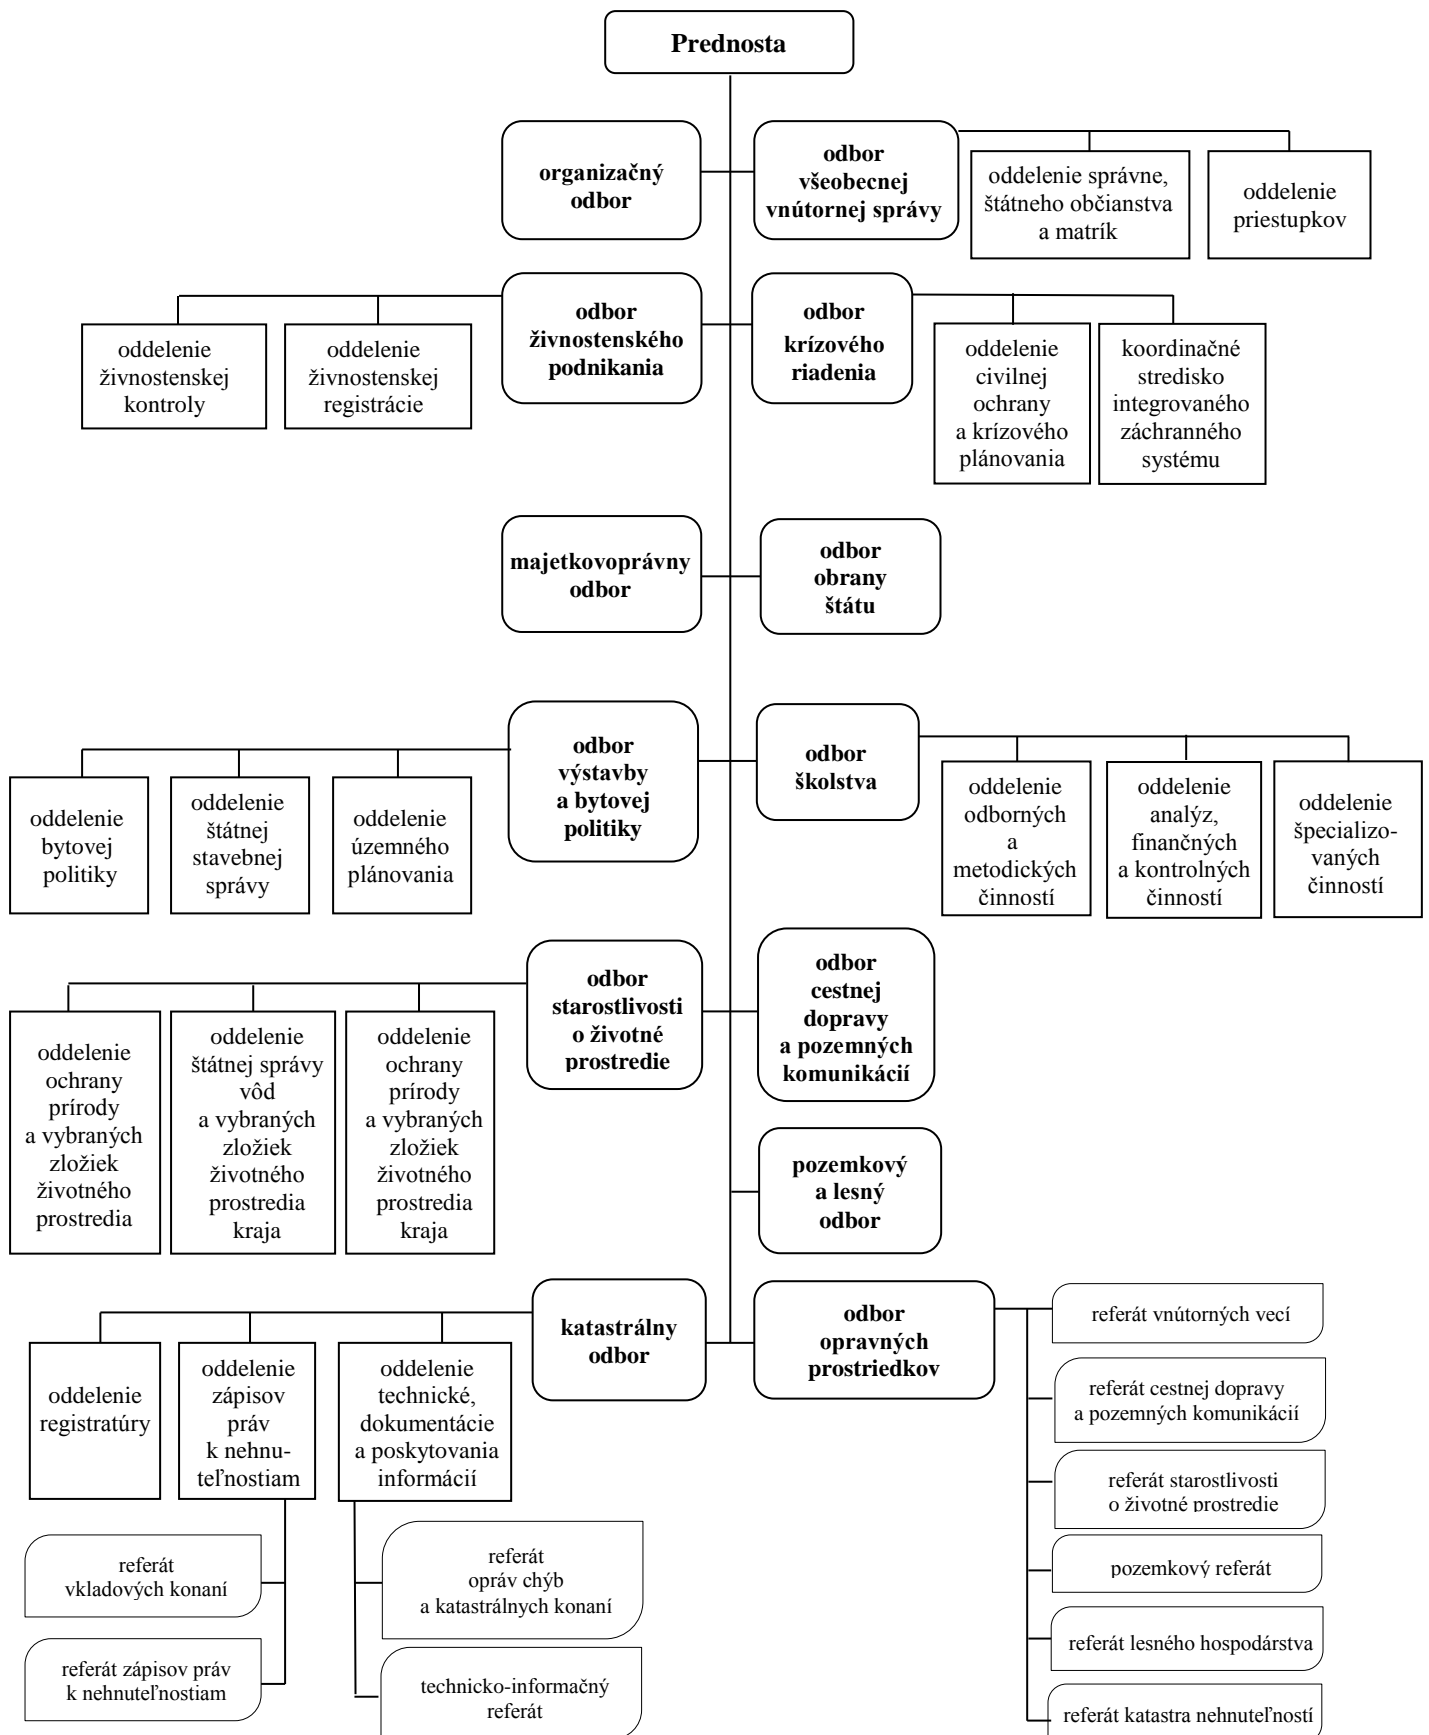 Prednosta
organizačný
odbor
odbor
všeobecnej
vnútornej správy
oddelenie správne,
štátneho občianstva
a matrík
oddelenie
priestupkov
odbor
živnostenského
podnikania
oddelenie
živnostenskej
kontroly
oddelenie
živnostenskej
registrácie
odbor
krízového
riadenia
oddelenie
civilnej
ochrany
a krízového
plánovania
koordinačné
stredisko
integrovaného
záchranného
systému
majetkovoprávny
odbor
odbor
obrany
štátu
odbor
výstavby
a bytovej
politiky
oddelenie
bytovej
politiky
oddelenie
štátnej
stavebnej
správy
oddelenie
územného
plánovania
odbor
školstva
oddelenie
odborných
a
metodických
činností
oddelenie
analýz,
finančných
a kontrolných
činností
oddelenie
špecializo-
vaných
činností
odbor
starostlivosti
o životné
prostredie
oddelenie
ochrany
prírody
a vybraných
zložiek
životného
prostredia
oddelenie
štátnej správy
vôd
a vybraných
zložiek
životného
prostredia
kraja
oddelenie
ochrany
prírody
a vybraných
zložiek
životného
prostredia
kraja
odbor
cestnej
dopravy
a pozemných
komunikácií
pozemkový
a lesný
odbor
katastrálny
odbor
oddelenie
registratúry
oddelenie
zápisov
práv
k nehnu-
teľnostiam
oddelenie
technické,
dokumentácie
a poskytovania
informácií
referát
vkladových konaní
referát zápisov práv
k nehnuteľnostiam
referát
opráv chýb
a katastrálnych konaní
technicko-informačný
referát
odbor
opravných
prostriedkov
referát vnútorných vecí
referát cestnej dopravy
a pozemných komunikácií
referát starostlivosti
o životné prostredie
pozemkový referát
referát lesného hospodárstva
referát katastra nehnuteľností